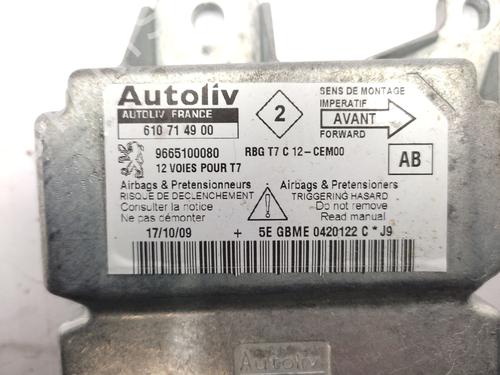 Autoliv
AUTOLIV FRANCE
610 71 49 00
2
SENS DE MONTAGE
IMPERATIF
AVANT
FORWARD
9665100080
RBG T7 C 12-CEM00
12 VOIES POUR T7
AB
Airbags & Pretensionneurs
RISQUE DE DECLENCHEMENT
Consulter la notice
Ne pas démonter
Airbags & Pretensioners
TRIGGERING HASARD
Do not remove
Read manual
17/10/09 + 5E GBME 0420122 C * J9
Autoliv